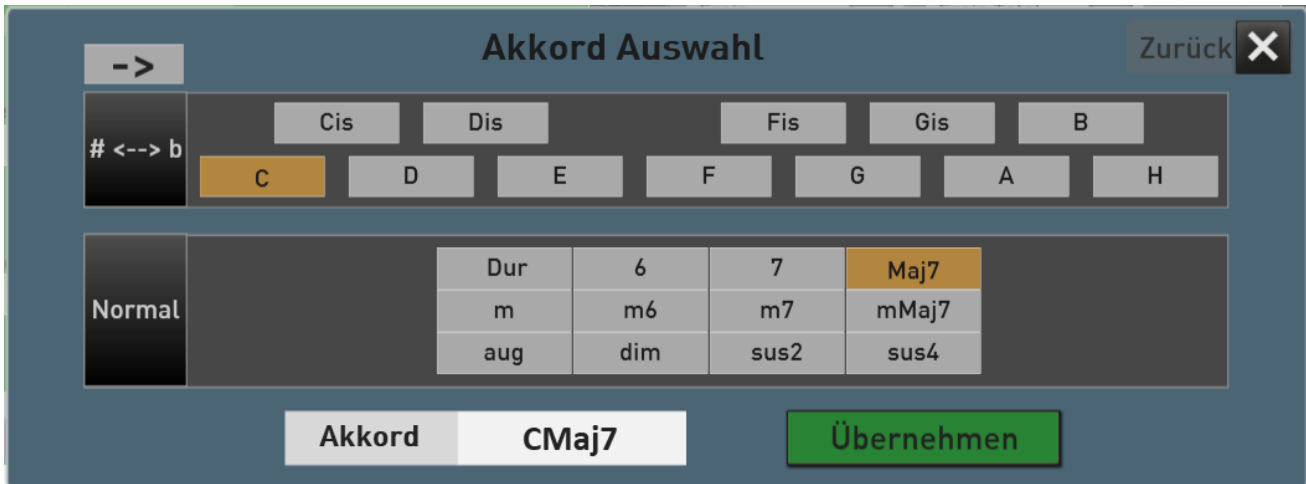 Akkord Auswahl
Zurück X
->
# <--> b
Cis Dis Fis Gis B
C D E F G A H
Normal
Dur 6 7 Maj7
m m6 m7 mMaj7
aug dim sus2 sus4
Akkord CMaj7 Übernehmen